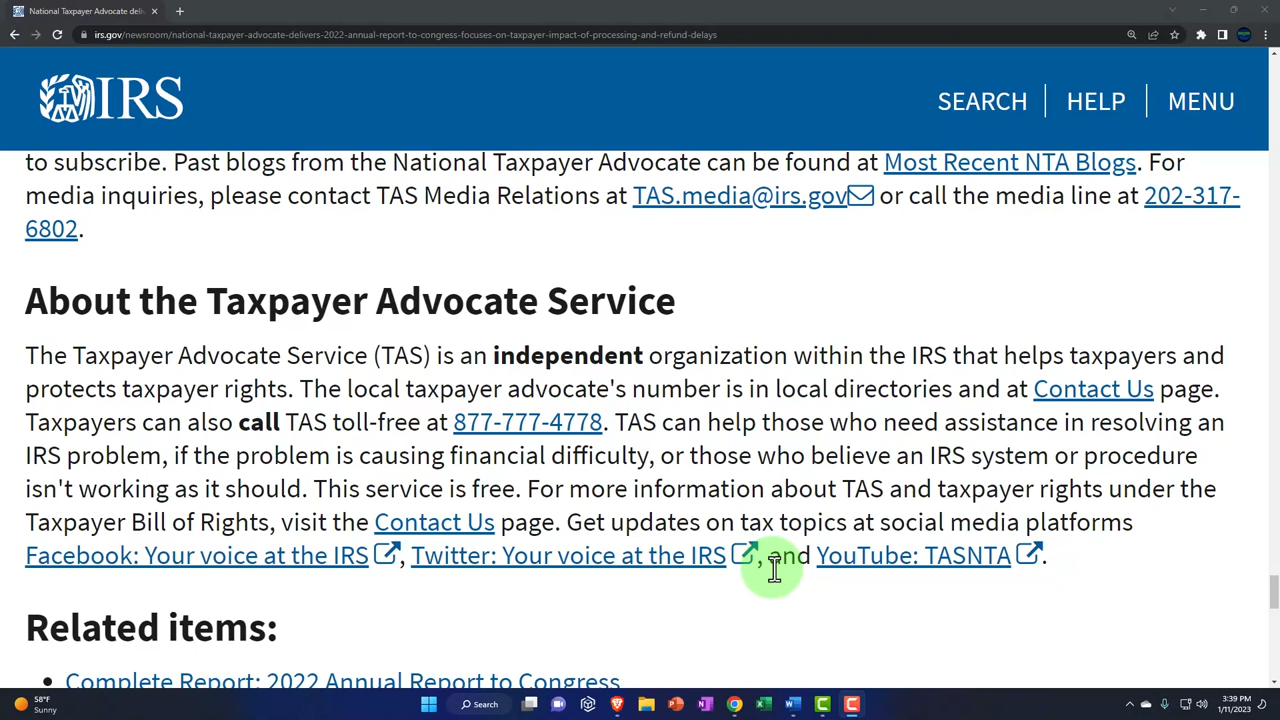 National Taxpayer Advocate deli
irs.gov/newsroom/national-taxpayer-advocate-delivers-2022-annual-report-to-congress-focuses-on-taxpayer-impact-of-processing-and-refund-delays
IRS
SEARCH HELP MENU
to subscribe. Past blogs from the National Taxpayer Advocate can be found at Most Recent NTA Blogs. For
media inquiries, please contact TAS Media Relations at TAS.media@irs.gov or call the media line at 202-317-
6802.
About the Taxpayer Advocate Service
The Taxpayer Advocate Service (TAS) is an independent organization within the IRS that helps taxpayers and
protects taxpayer rights. The local taxpayer advocate's number is in local directories and at Contact Us page.
Taxpayers can also call TAS toll-free at 877-777-4778. TAS can help those who need assistance in resolving an
IRS problem, if the problem is causing financial difficulty, or those who believe an IRS system or procedure
isn't working as it should. This service is free. For more information about TAS and taxpayer rights under the
Taxpayer Bill of Rights, visit the Contact Us page. Get updates on tax topics at social media platforms
Facebook: Your voice at the IRS, Twitter: Your voice at the IRS, and YouTube: TASNTA.
Related items:
• Complete Report: 2022 Annual Report to Congress
58°F
Sunny
Search
3:39 PM
1/11/2023